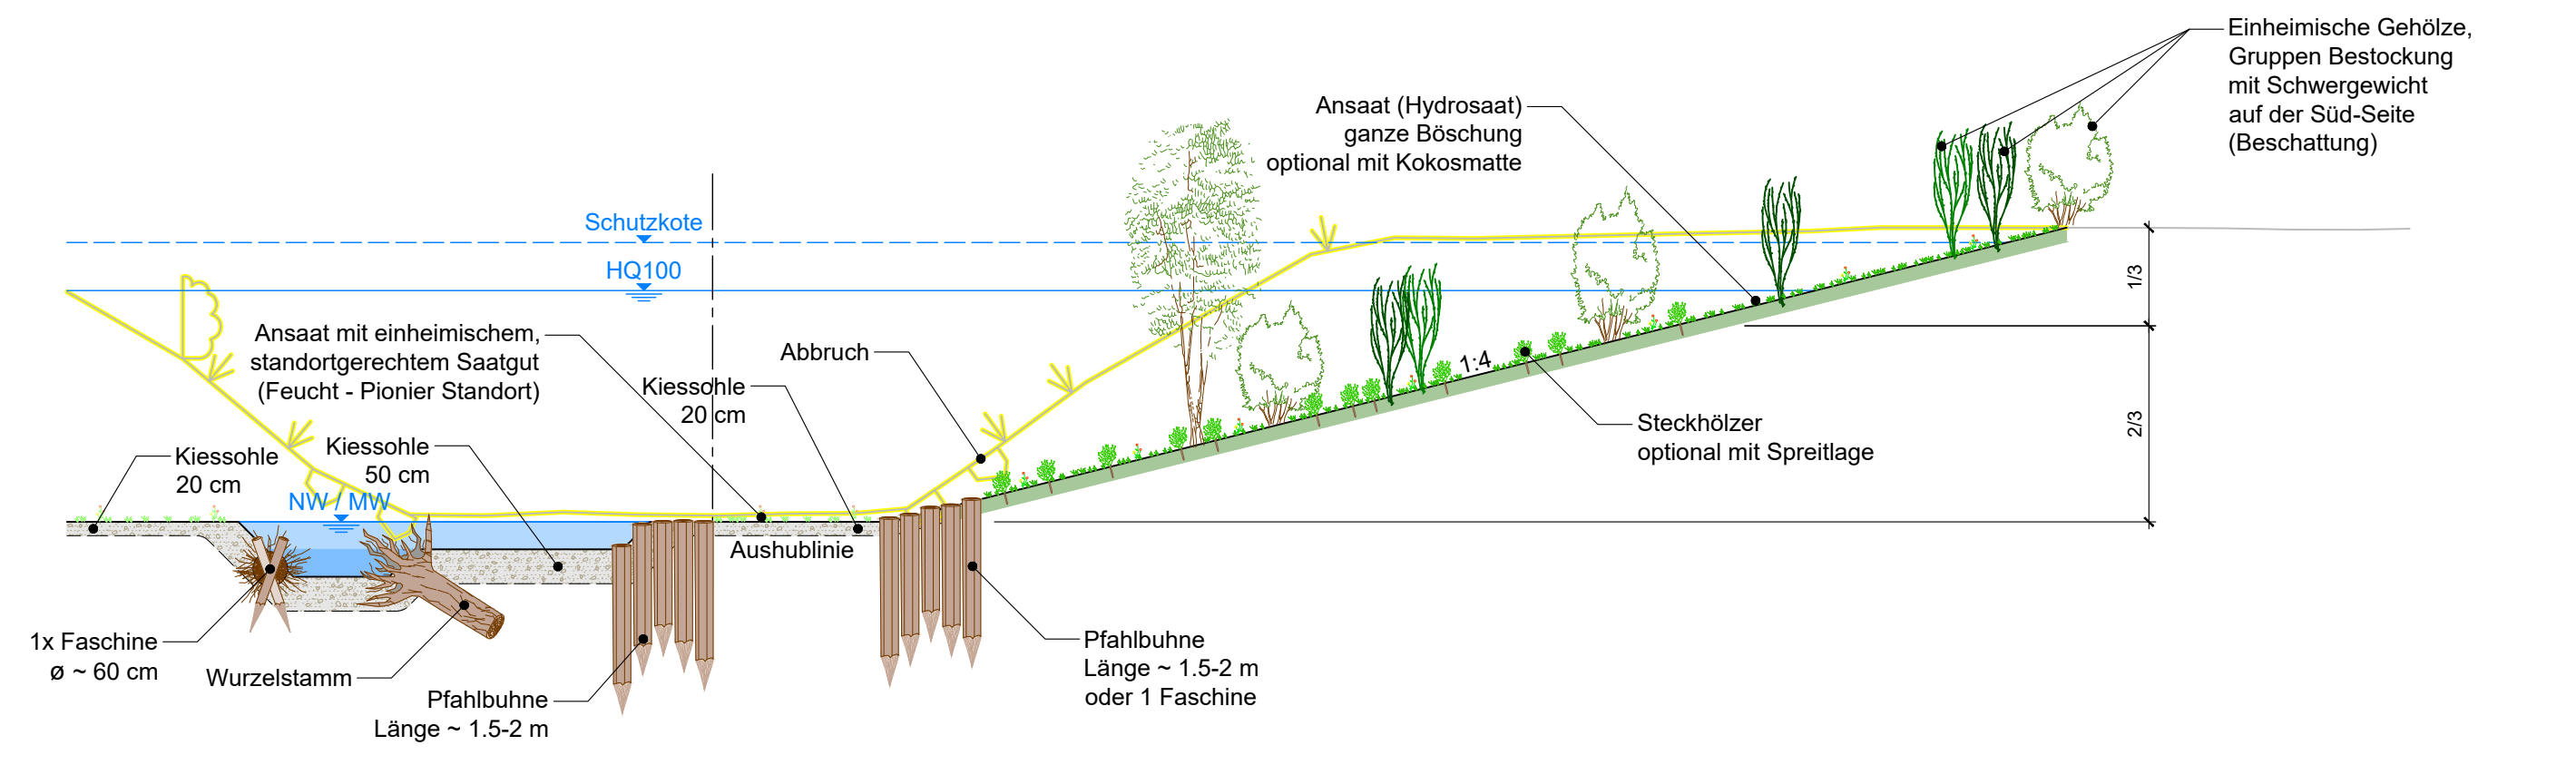 Einheimische Gehölze,
Gruppen Bestockung
mit Schwergewicht
auf der Süd-Seite
(Beschattung)
Ansaat (Hydrosaat)
ganze Böschung
optional mit Kokosmatte
Schutzkote
HQ100
1/3
Ansaat mit einheimischem,
standortgerechtem Saatgut
(Feucht - Pionier Standort)
Abbruch
Kiessohle
20 cm
1:4
Steckhölzer
optional mit Spreitlage
2/3
Kiessohle
50 cm
Kiessohle
20 cm
NW / MW
Aushublinie
1x Faschine
ø ~ 60 cm
Wurzelstamm
Pfahlbuhne
Länge ~ 1.5-2 m
Pfahlbuhne
Länge ~ 1.5-2 m
oder 1 Faschine